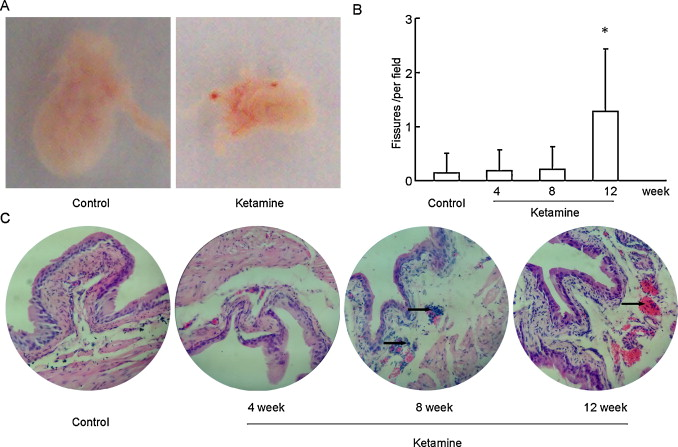 A
Control
Ketamine
B
Fissures /per field
3
2
1
0
*
4 8 12 week
Control
Ketamine
C
4 week 8 week 12 week
Control
Ketamine